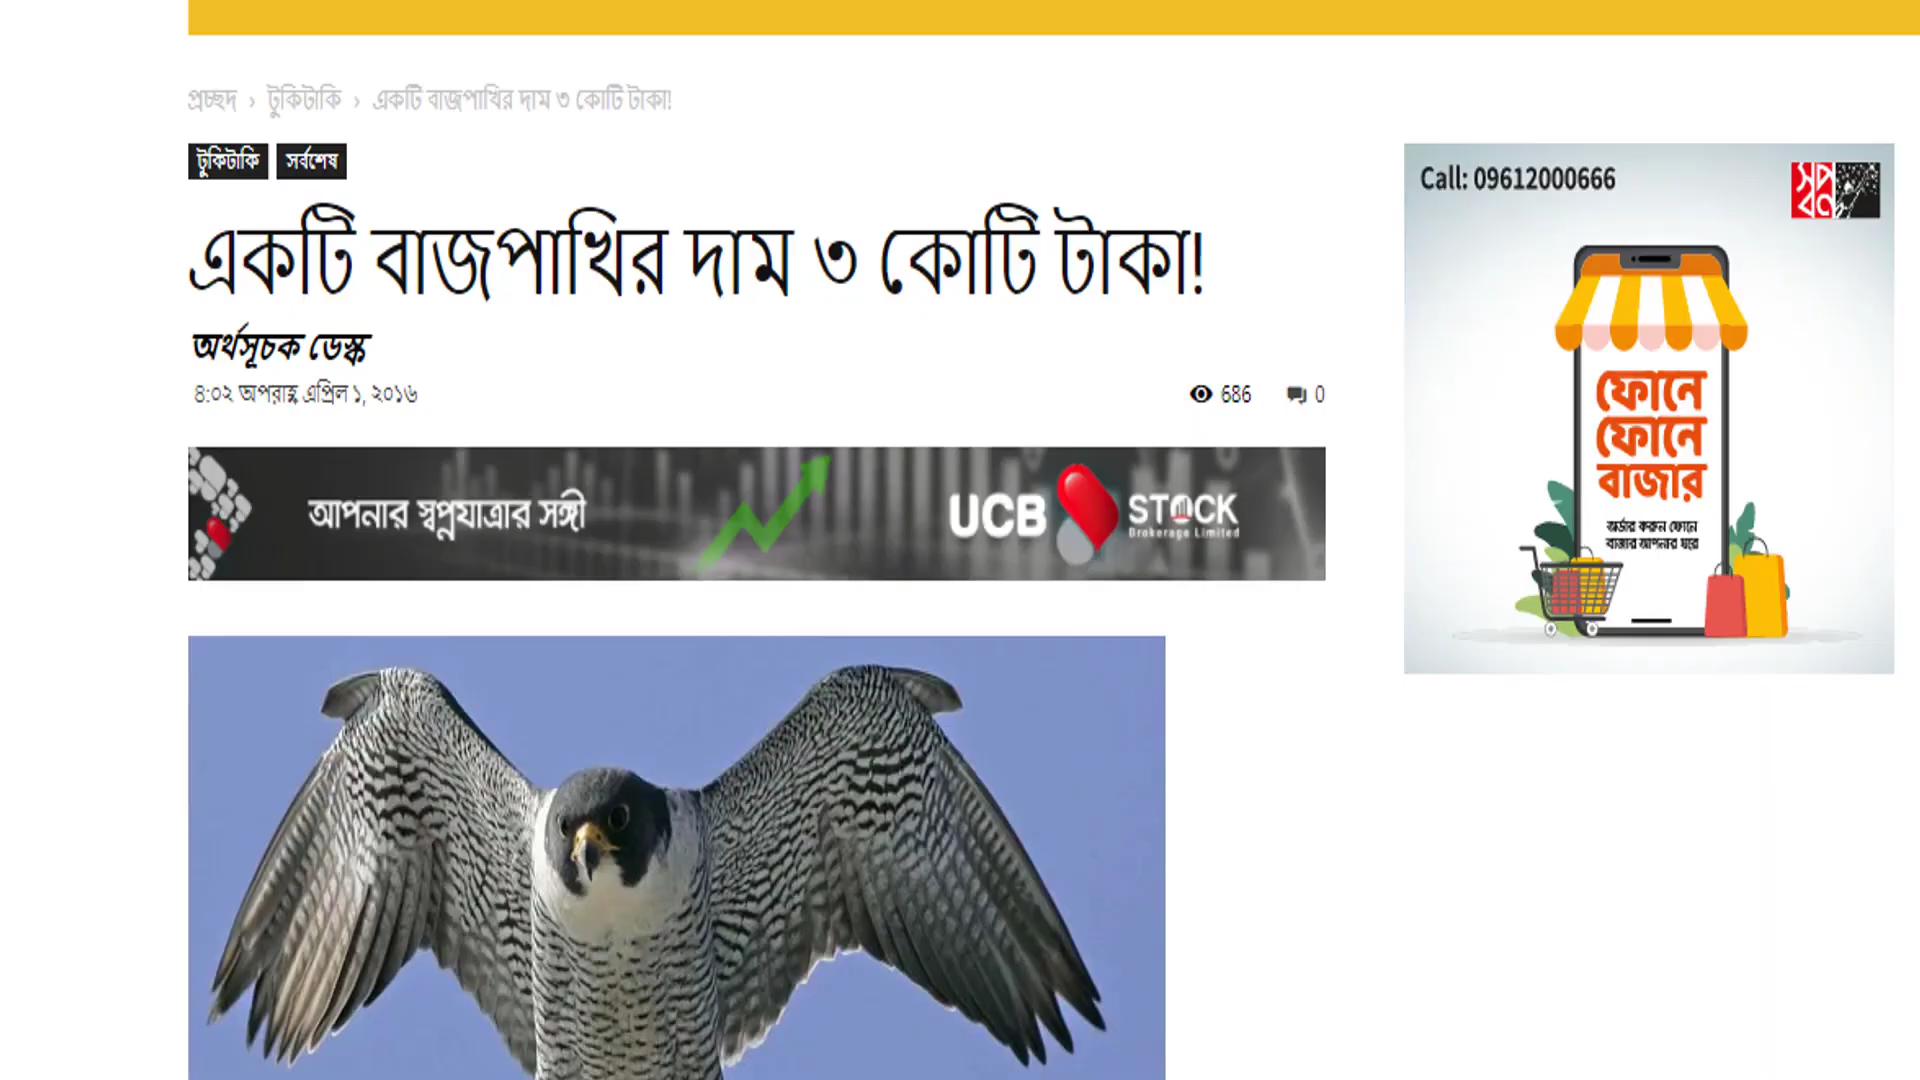 প্রচ্ছদ › টুকিটাকি › একটি বাজপাখির দাম ৩ কোটি টাকা!
টুকিটাকি সর্বশেষ
একটি বাজপাখির দাম ৩ কোটি টাকা!
অর্থসূচক ডেস্ক
৪:০২ অপরাহ্ণ এপ্রিল ১, ২০১৬
686 0
আপনার স্বপ্নযাত্রার সঙ্গী
UCB STOCK
Brokerage Limited
Call: 09612000666
স্বপ্ন
ফোনে
ফোনে
বাজার
অর্ডার করুন ফোনে
বাজার আপনার ঘরে